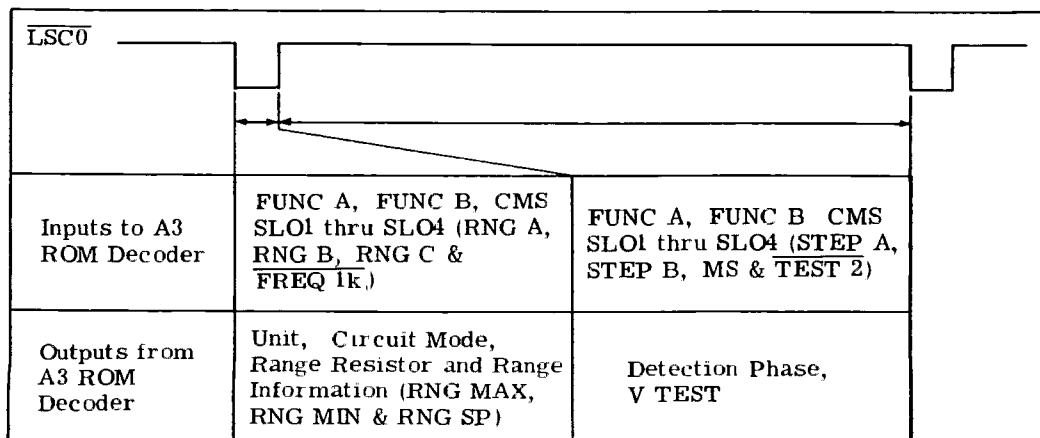 LSC0
Inputs to A3
ROM Decoder
FUNC A, FUNC B, CMS
SLO1 thru SLO4 (RNG A,
RNG B, RNG C &
FREQ 1k.)
FUNC A, FUNC B CMS
SLO1 thru SLO4 (STEP A,
STEP B, MS & TEST 2)
Outputs from
A3 ROM
Decoder
Unit, Circuit Mode,
Range Resistor and Range
Information (RNG MAX,
RNG MIN & RNG SP)
Detection Phase,
V TEST